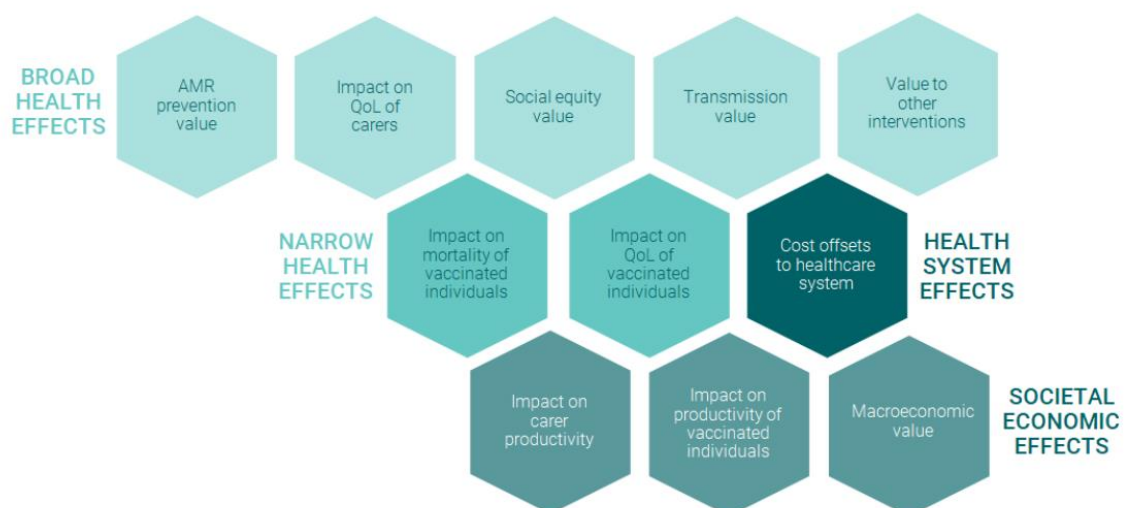 BROAD
HEALTH
EFFECTS
AMR
prevention
value
Impact on
QoL of
carers
Social equity
value
Transmission
value
Value to
other
interventions
NARROW
HEALTH
EFFECTS
Impact on
mortality of
vaccinated
individuals
Impact on
QoL of
vaccinated
individuals
Cost offsets
to healthcare
system
HEALTH
SYSTEM
EFFECTS
Impact on
carer
productivity
Impact on
productivity of
vaccinated
individuals
Macroeconomic
value
SOCIETAL
ECONOMIC
EFFECTS